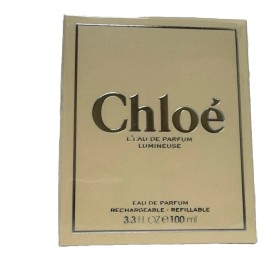 Chloé
L'EAU DE PARFUM
LUMINEUSE
EAU DE PARFUM
RECHARGEABLE - REFILLABLE
3.3 FL OZ ℮ 100 ml